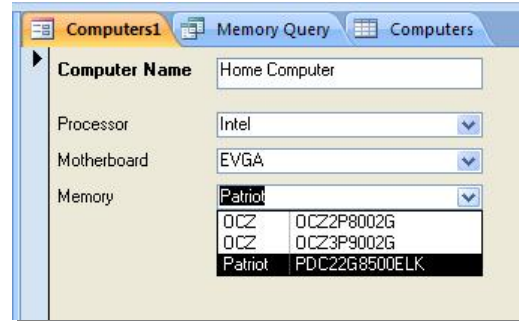 Computers1 Memory Query Computers
Computer Name Home Computer
Processor Intel
Motherboard EVGA
Memory Patriot
OCZ OCZ2P8002G
OCZ OCZ3P9002G
Patriot PDC22G8500ELK